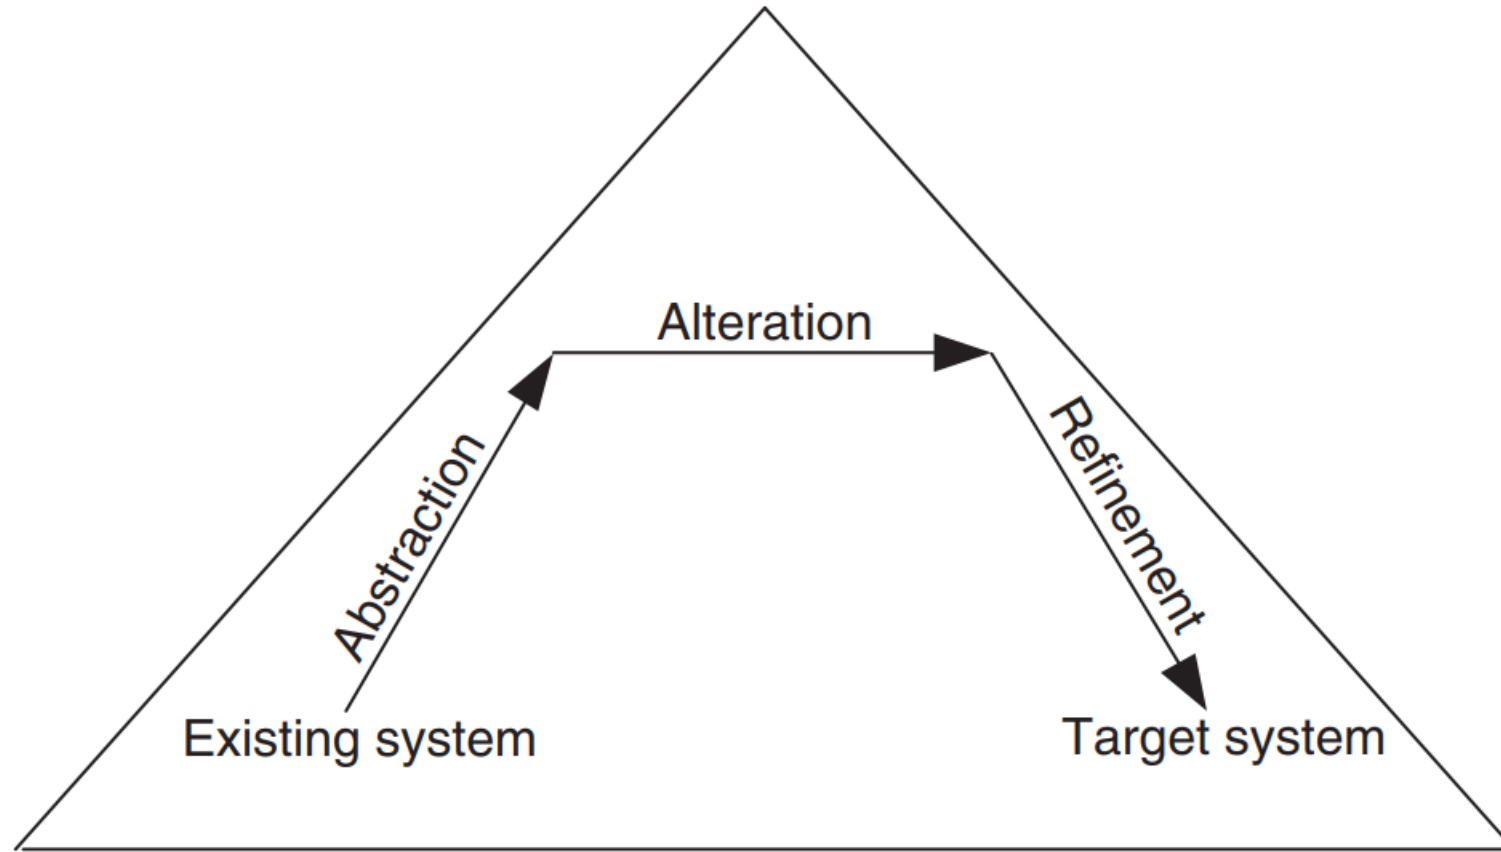 Alteration
Abstraction
Refinement
Existing system
Target system